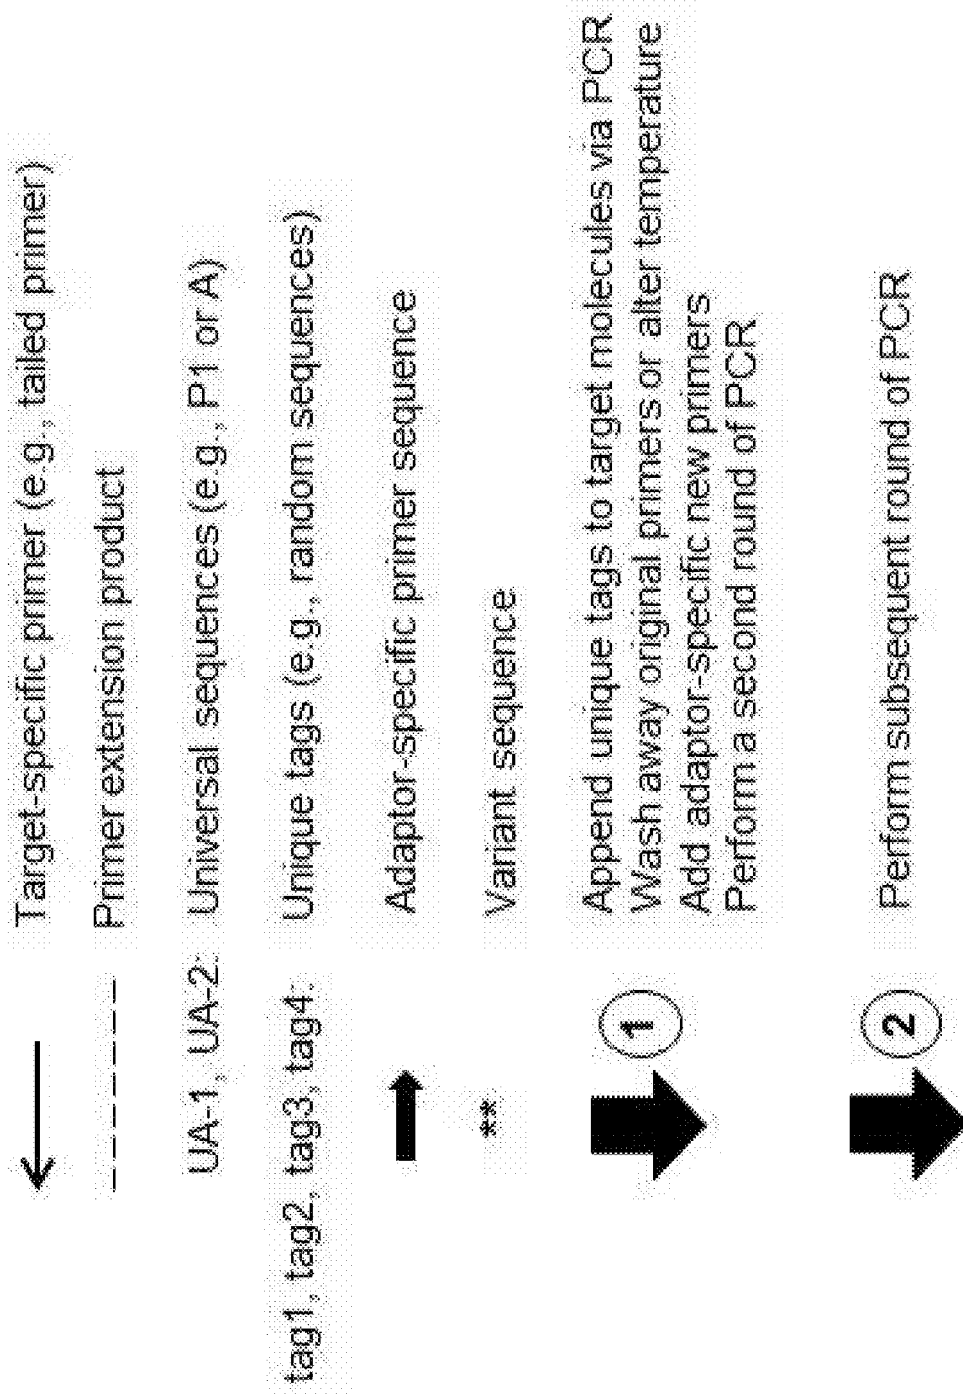 Target-specific primer (e.g., tailed primer)
Primer extension product
UA-1, UA-2: Universal sequences (e.g., P1 or A)
tag1, tag2, tag3, tag4: Unique tags (e.g., random sequences)
Adaptor-specific primer sequence
** Variant sequence
1 Append unique tags to target molecules via PCR
Wash away original primers or alter temperature
Add adaptor-specific new primers
Perform a second round of PCR
2 Perform subsequent round of PCR